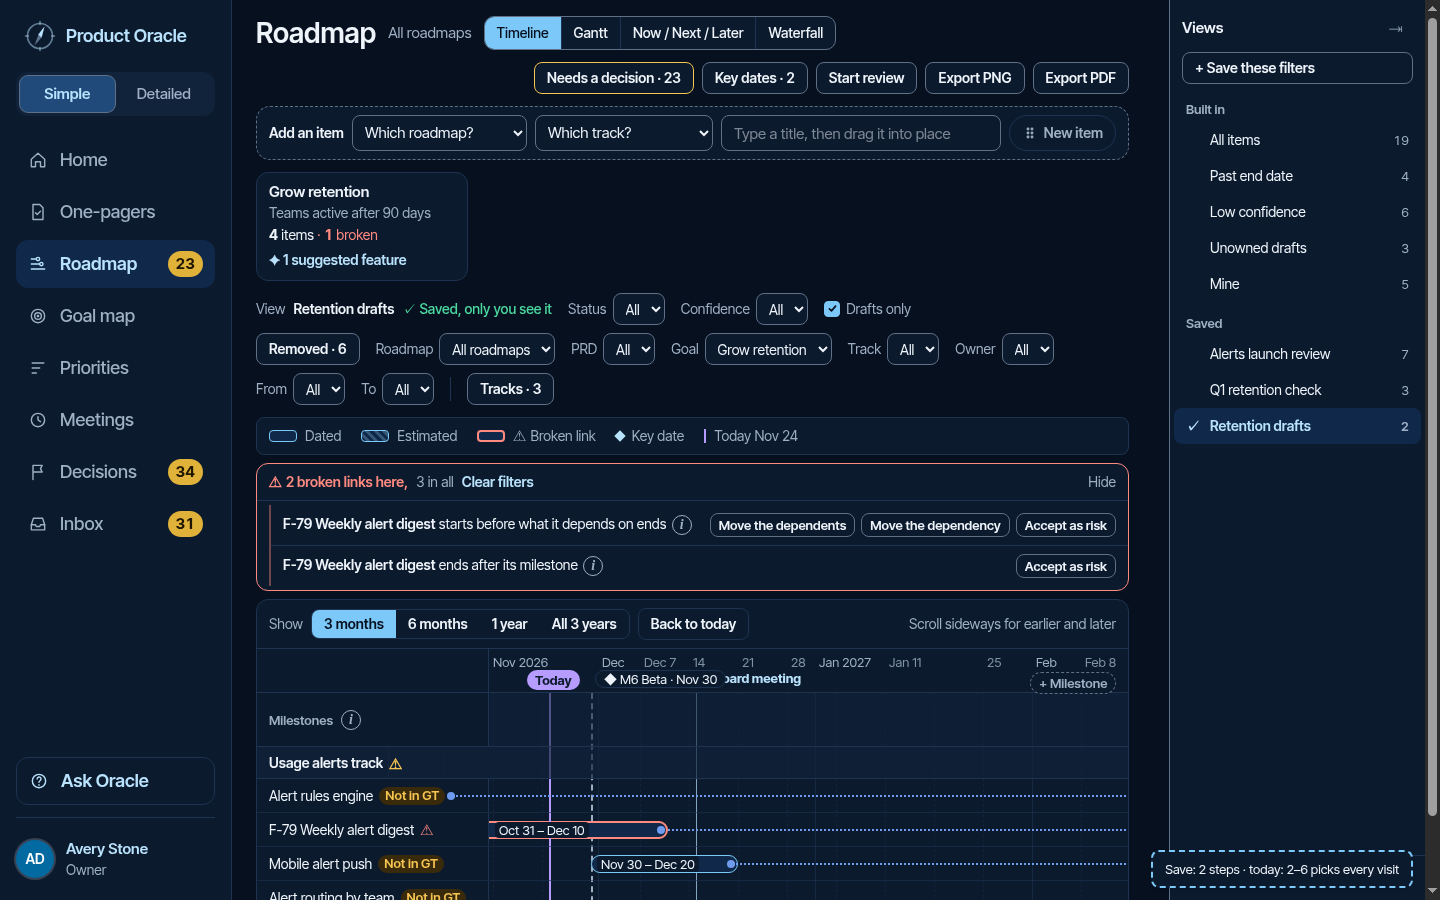 Product Oracle
Simple
Detailed
Home
One-pagers
Roadmap 23
Goal map
Priorities
Meetings
Decisions 34
Inbox 31
Ask Oracle
AD
Avery Stone
Owner
Roadmap All roadmaps Timeline Gantt Now / Next / Later Waterfall
Needs a decision · 23 Key dates · 2 Start review Export PNG Export PDF
Add an item Which roadmap? Which track? Type a title, then drag it into place New item
Grow retention
Teams active after 90 days
4 items · 1 broken
✦ 1 suggested feature
View Retention drafts ✓ Saved, only you see it Status All Confidence All Drafts only
Removed · 6 Roadmap All roadmaps PRD All Goal Grow retention Track All Owner All
From All To All Tracks · 3
Dated Estimated ⚠ Broken link ◆ Key date Today Nov 24
⚠ 2 broken links here, 3 in all Clear filters Hide
F-79 Weekly alert digest starts before what it depends on ends i Move the dependents Move the dependency Accept as risk
F-79 Weekly alert digest ends after its milestone i Accept as risk
Show 3 months 6 months 1 year All 3 years Back to today Scroll sideways for earlier and later
Nov 2026 Dec Dec 7 14 21 28 Jan 2027 Jan 11 25 Feb Feb 8
Today ◆ M6 Beta · Nov 30 oard meeting + Milestone
Milestones i
Usage alerts track ⚠
Alert rules engine Not in GT
F-79 Weekly alert digest ⚠ Oct 31 – Dec 10
Mobile alert push Not in GT Nov 30 – Dec 20
Alert routing by team Not in GT
Views
+ Save these filters
Built in
All items 19
Past end date 4
Low confidence 6
Unowned drafts 3
Mine 5
Saved
Alerts launch review 7
Q1 retention check 3
✓ Retention drafts 2
Save: 2 steps · today: 2–6 picks every visit